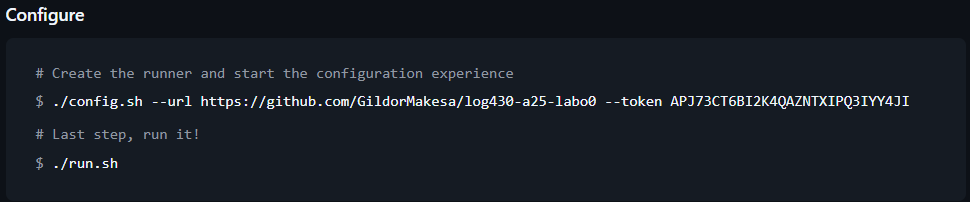 Configure
# Create the runner and start the configuration experience
$ ./config.sh --url https://github.com/GildorMakesa/log430-a25-labo0 --token APJ73CT6BI2K4QAZNTXIPQ3IYY4JI
# Last step, run it!
$ ./run.sh